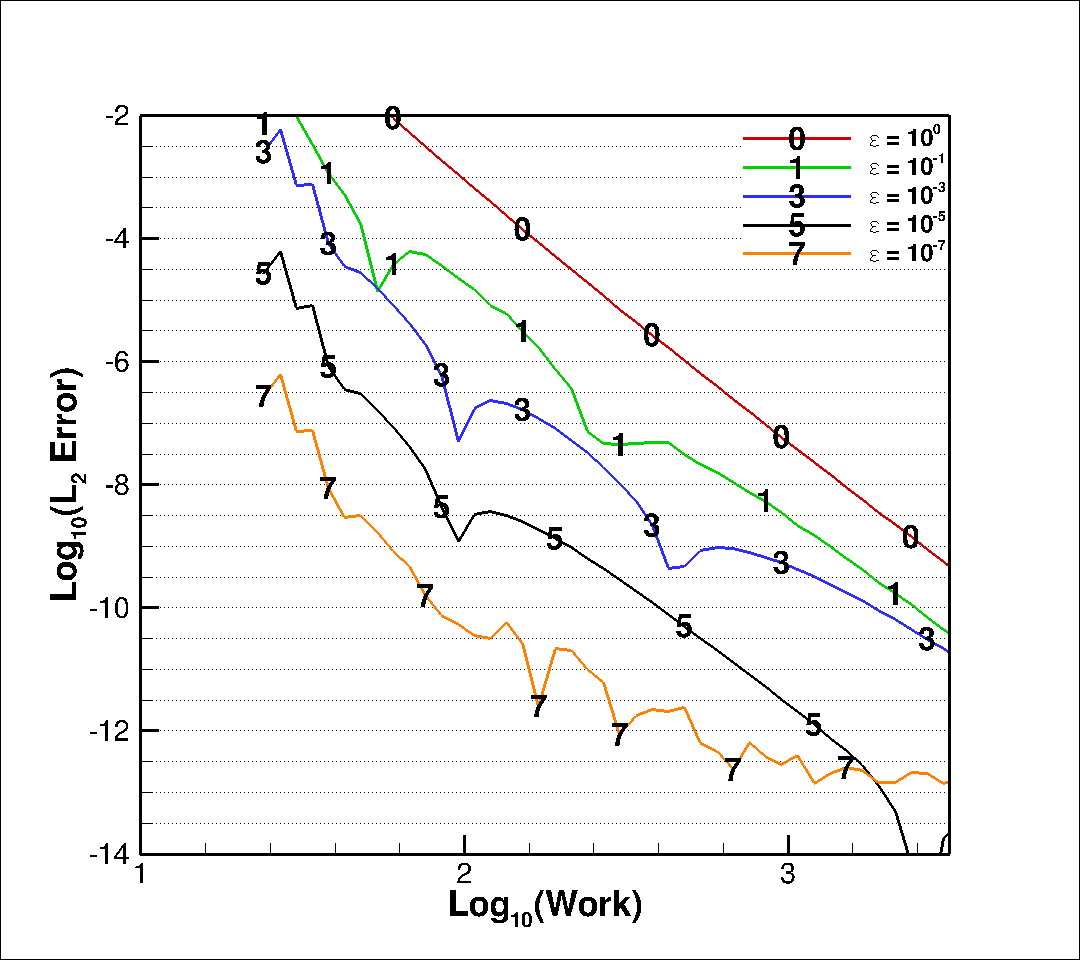 -2
-4
-6
-8
-10
-12
-14
Log10(L2 Error)
1
2
3
Log10(Work)
0 ε = 10^0
1 ε = 10^-1
3 ε = 10^-3
5 ε = 10^-5
7 ε = 10^-7
0 0 0 0 0 0
1 1 1 1 1 1 1
3 3 3 3 3 3 3
5 5 5 5 5 5
7 7 7 7 7 7 7